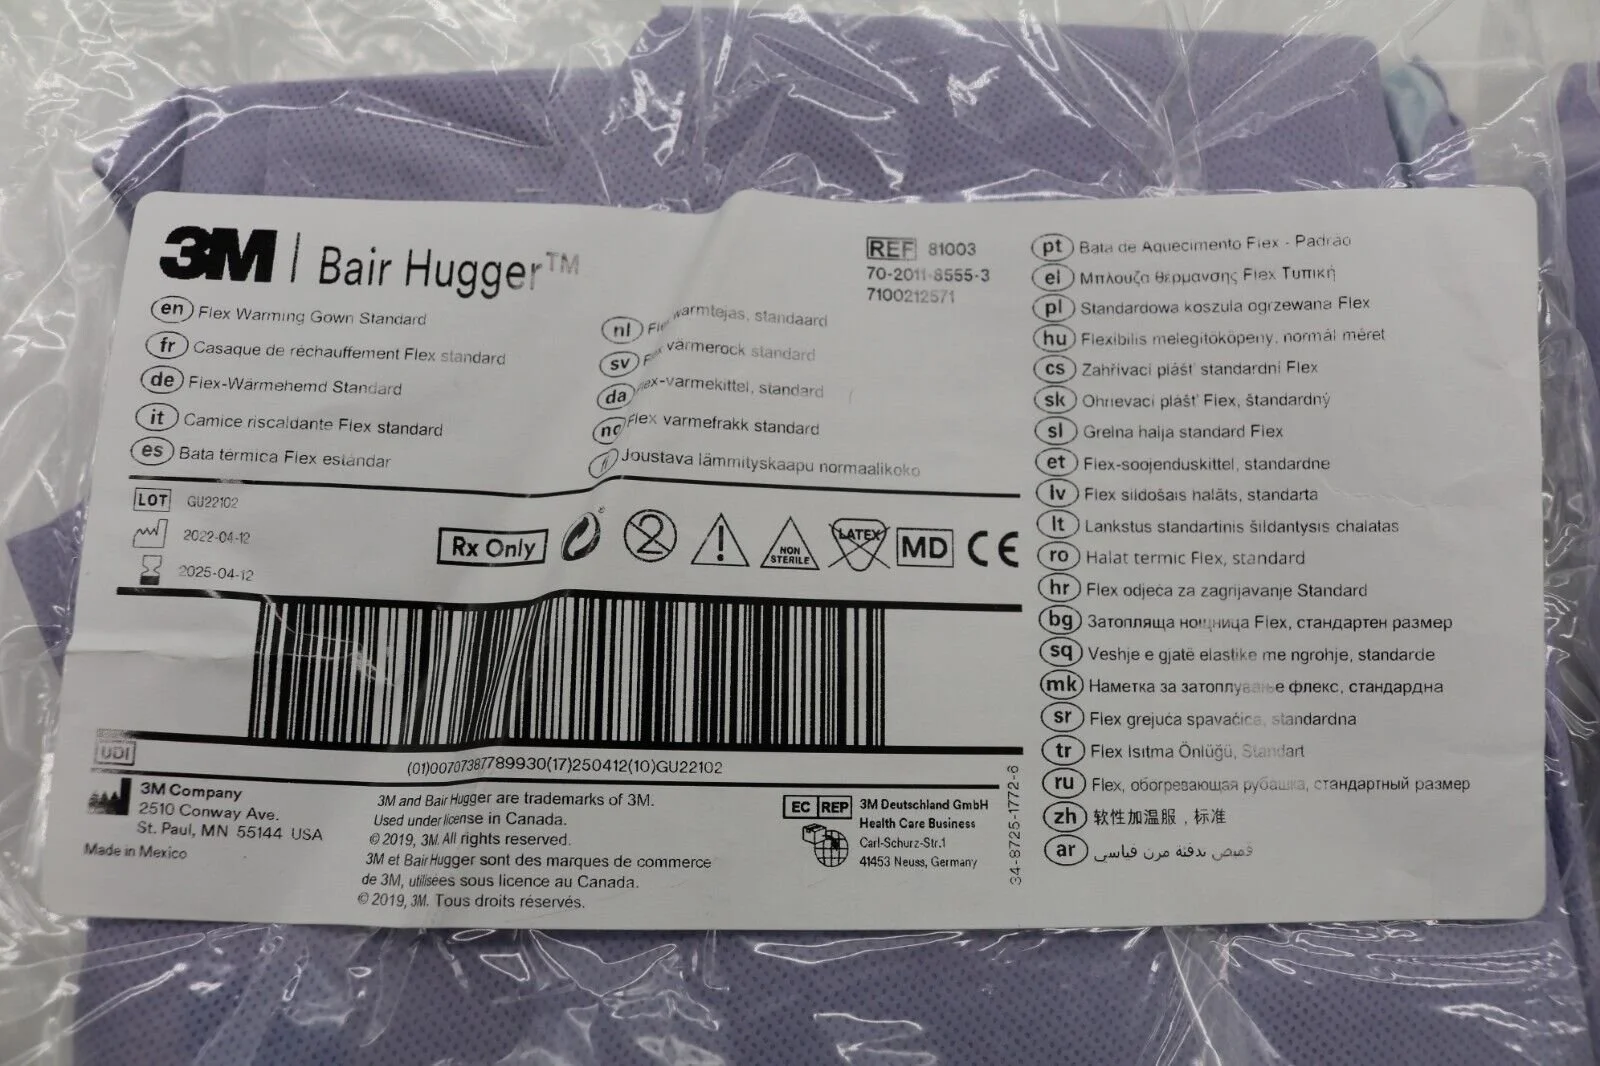 3M | Bair Hugger™
REF 81003
70-2011-8555-3
7100212571
en Flex Warming Gown Standard
fr Casaque de réchauffement Flex standard
de Flex-Wärmehemd Standard
it Camice riscaldante Flex standard
es Bata térmica Flex estándar
nl warmtejas, standaard
sv värmerock standard
da Flex-varmekittel, standard
no Flex varmefrakk standard
Joustava lämmityskaapu normaalikoko
pt Bata de Aquecimento Flex - Padrão
el Μπλούζα θέρμανσης Flex Τυπική
pl Standardowa koszula ogrzewana Flex
hu Flexibilis melegítőköpeny, normál méret
cs Zahřívací plášť standardní Flex
sk Ohrievací plášť Flex, štandardný
sl Grelna halja standard Flex
et Flex-soojenduskittel, standardne
lv Flex sildošais halāts, standarta
lt Lankstus standartinis šildantysis chalatas
ro Halat termic Flex, standard
hr Flex odjeća za zagrijavanje Standard
bg Затопляща нощница Flex, стандартен размер
sq Veshje e gjatë elastike me ngrohje, standarde
mk Наметка за затоплување флекс, стандардна
sr Flex grejuća spavaćica, standardna
tr Flex Isıtma Önlüğü, Standart
ru Flex, обогревающая рубашка, стандартный размер
zh 软性加温服，标准
ar قميص تدفئة مرن قياسي
LOT GU22102
2022-04-12
2025-04-12
Rx Only
2
!
NON
STERILE
LATEX
MD
CE
UDI
(01)00707387789930(17)250412(10)GU22102
3M Company
2510 Conway Ave.
St. Paul, MN 55144 USA
Made in Mexico
3M and Bair Hugger are trademarks of 3M.
Used under license in Canada.
© 2019, 3M. All rights reserved.
3M et Bair Hugger sont des marques de commerce
de 3M, utilisées sous licence au Canada.
© 2019, 3M. Tous droits réservés.
EC REP
3M Deutschland GmbH
Health Care Business
Carl-Schurz-Str.1
41453 Neuss, Germany
34-8725-1772-6